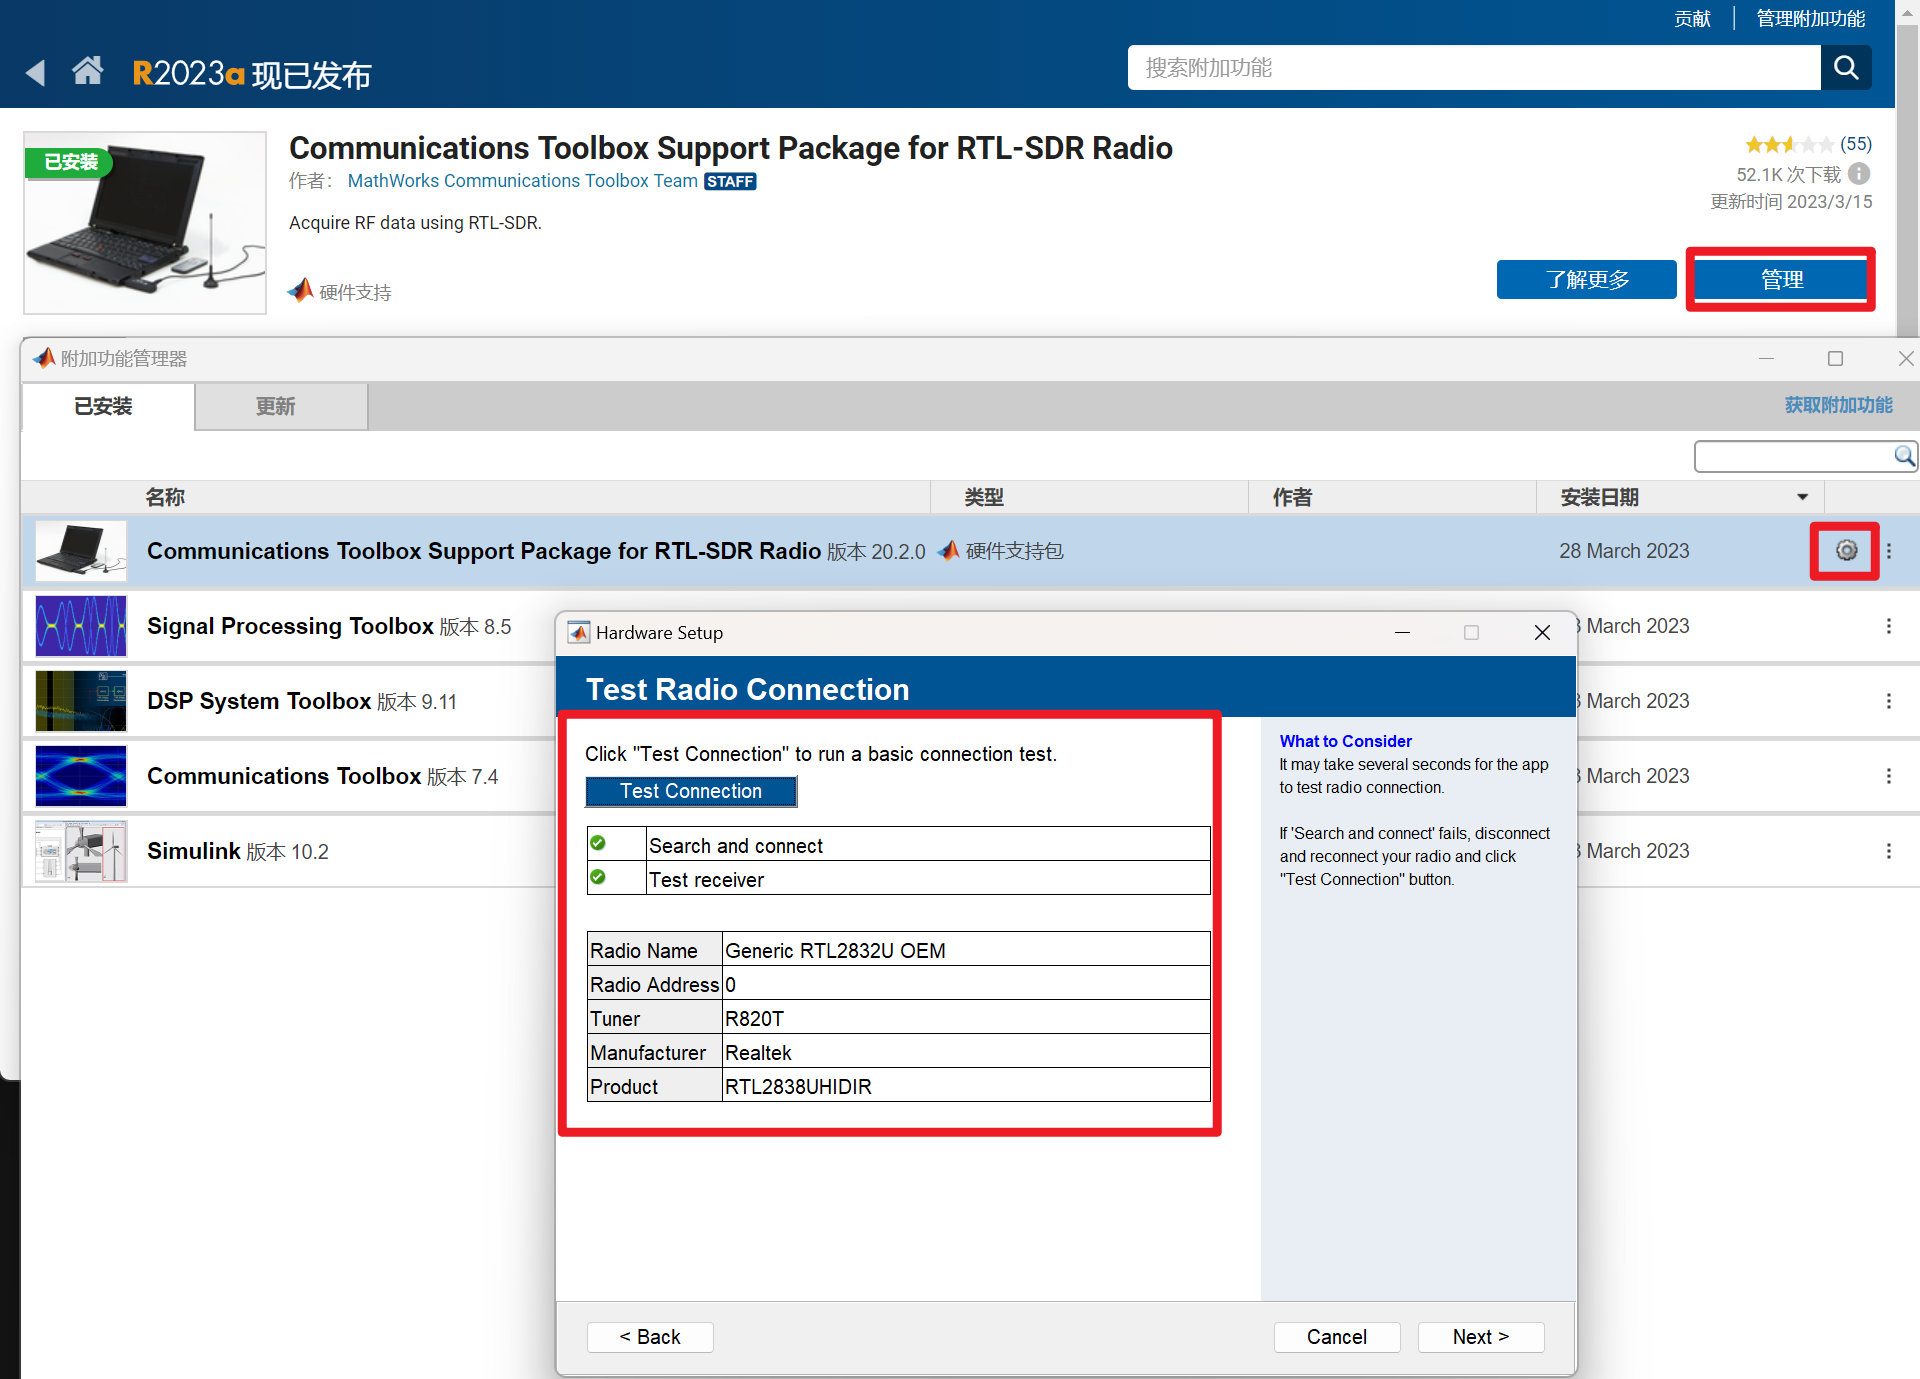 贡献
管理附加功能
R2023a 现已发布
搜索附加功能
已安装
Communications Toolbox Support Package for RTL-SDR Radio
作者： MathWorks Communications Toolbox Team STAFF
Acquire RF data using RTL-SDR.
硬件支持
(55)
52.1K 次下载
更新时间 2023/3/15
了解更多
管理
附加功能管理器
已安装
更新
获取附加功能
名称 类型 作者 安装日期
Communications Toolbox Support Package for RTL-SDR Radio 版本 20.2.0 硬件支持包 28 March 2023
Signal Processing Toolbox 版本 8.5
March 2023
DSP System Toolbox 版本 9.11
March 2023
Communications Toolbox 版本 7.4
March 2023
Simulink 版本 10.2
March 2023
Hardware Setup
Test Radio Connection
Click "Test Connection" to run a basic connection test.
Test Connection
Search and connect
Test receiver
Radio Name Generic RTL2832U OEM
Radio Address 0
Tuner R820T
Manufacturer Realtek
Product RTL2838UHIDIR
What to Consider
It may take several seconds for the app
to test radio connection.
If 'Search and connect' fails, disconnect
and reconnect your radio and click
"Test Connection" button.
< Back
Cancel
Next >